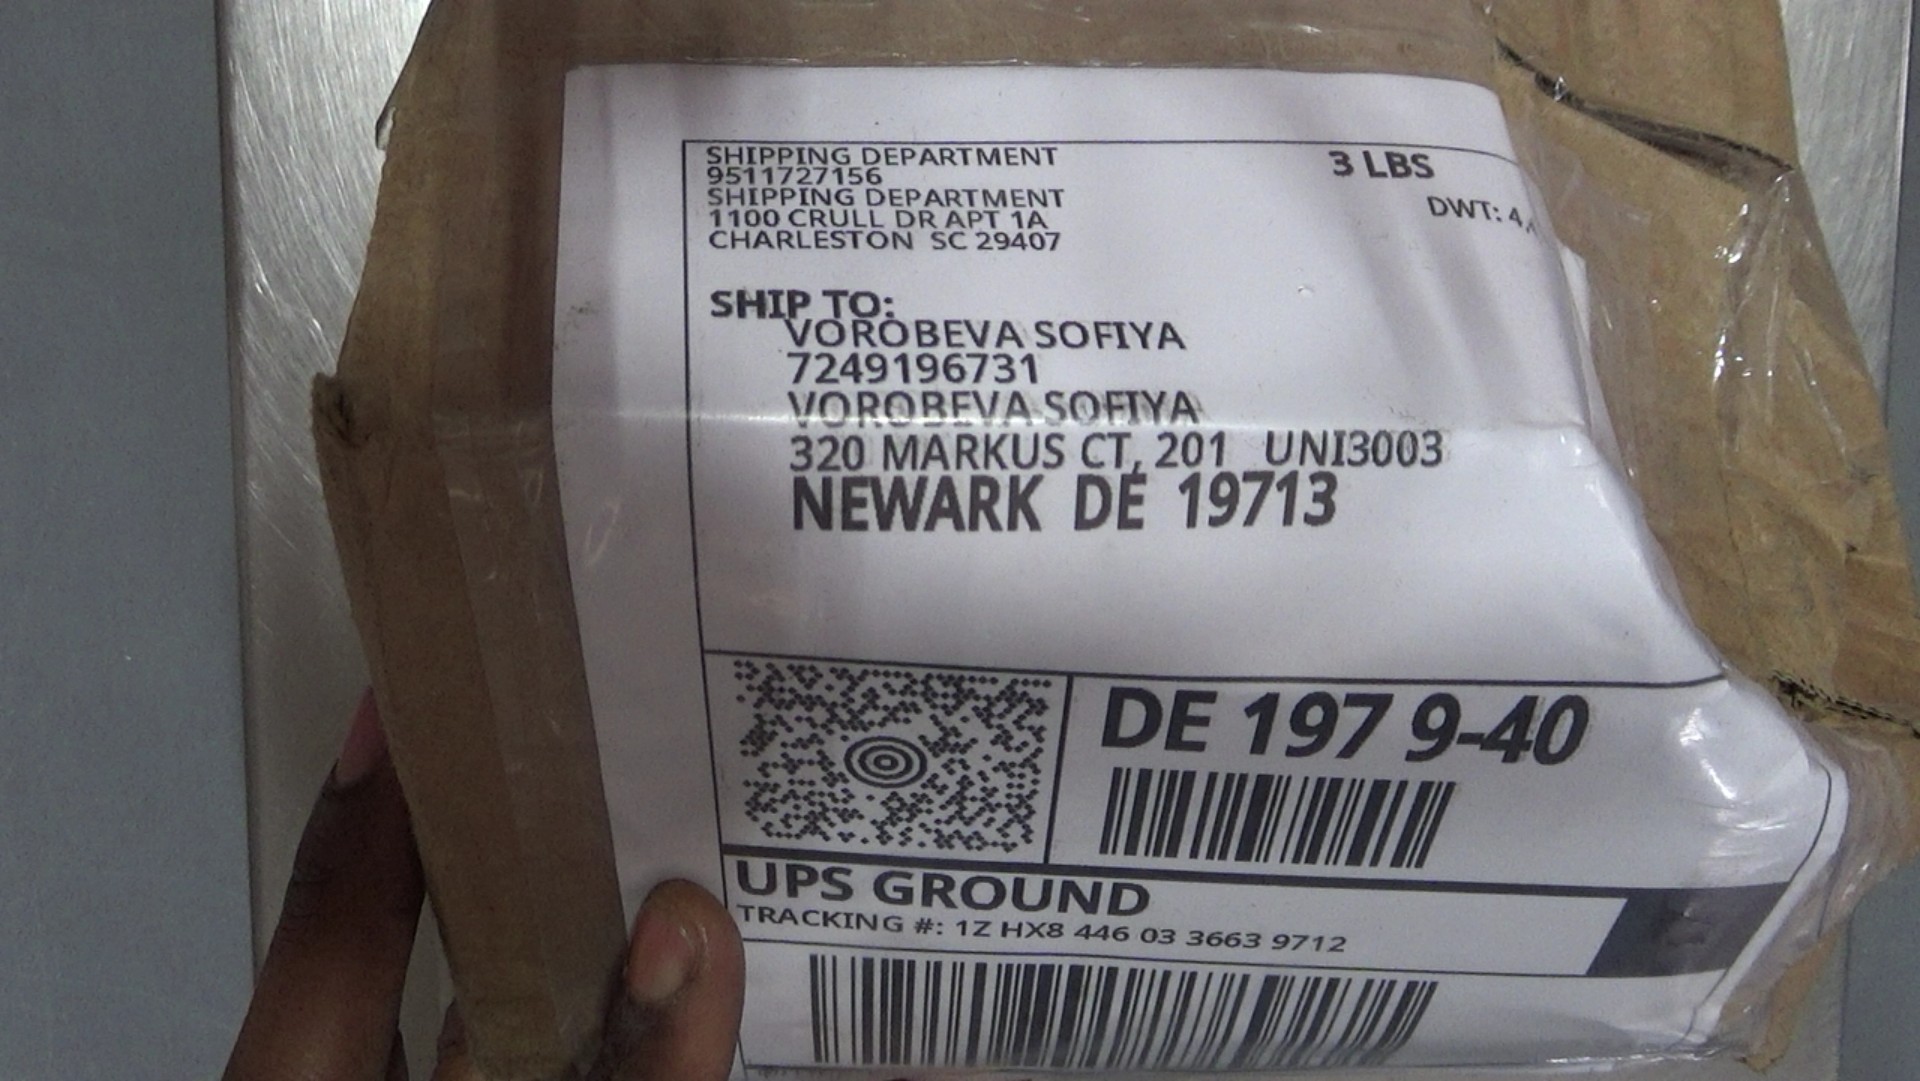 SHIPPING DEPARTMENT
9511727156
SHIPPING DEPARTMENT
1100 CRULL DR APT 1A
CHARLESTON SC 29407
3 LBS
DWT: 4,
SHIP TO:
VOROBEVA SOFIYA
7249196731
VOROBEVA SOFIYA
320 MARKUS CT, 201 UNI3003
NEWARK DE 19713
DE 197 9-40
UPS GROUND
TRACKING #: 1Z HX8 446 03 3663 9712